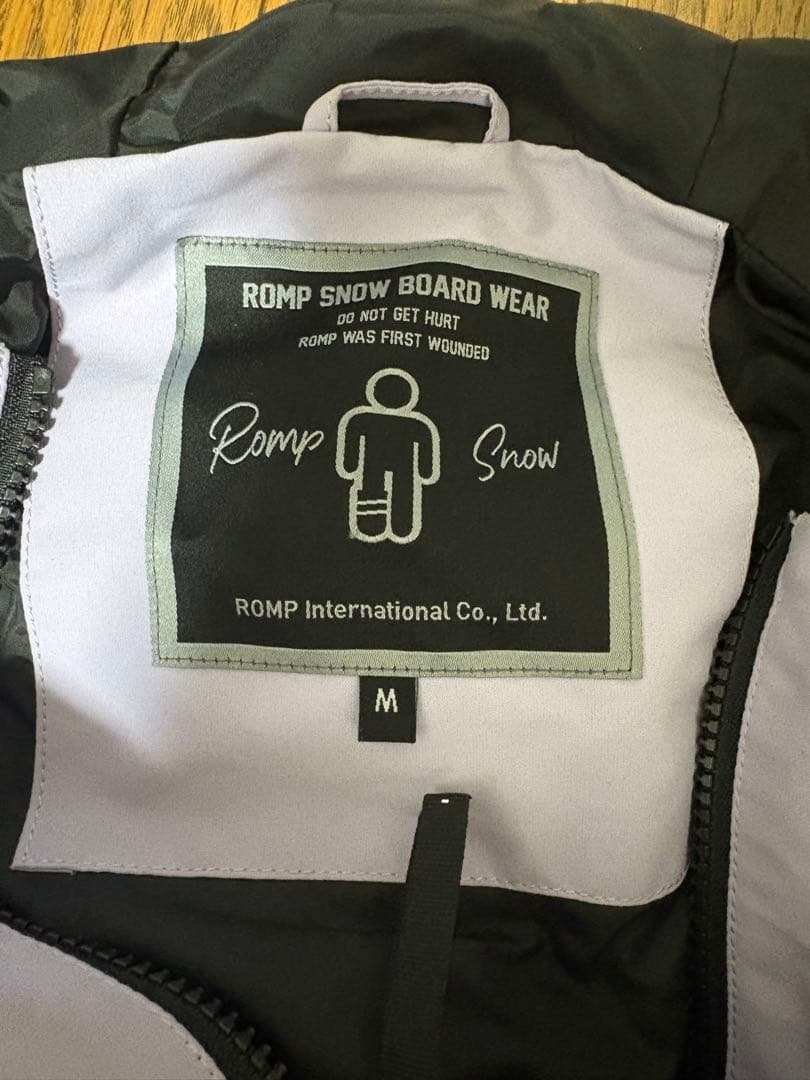 ROMP SNOW BOARD WEAR
DO NOT GET HURT
ROMP WAS FIRST WOUNDED
Romp Snow
ROMP International Co., Ltd.
M